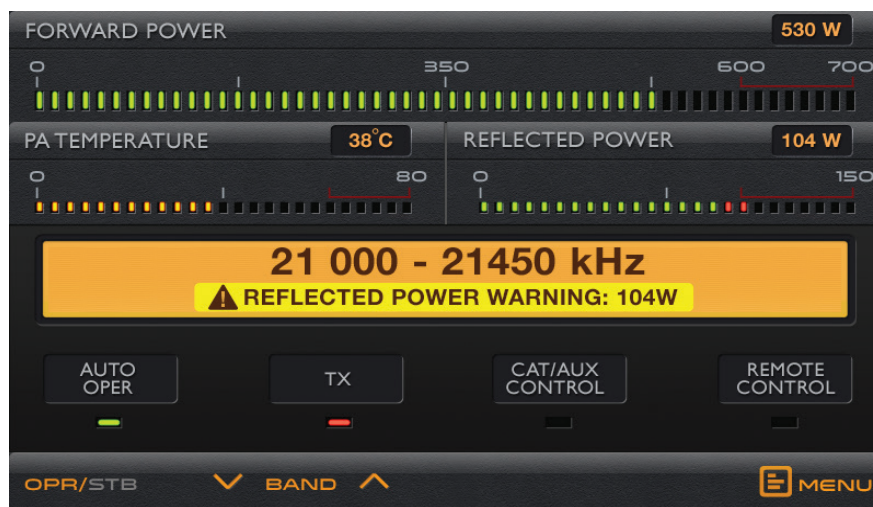 FORWARD POWER 530 W
0 350 600 700
PA TEMPERATURE 38°C REFLECTED POWER 104 W
0 80 0 150
21 000 - 21450 kHz
REFLECTED POWER WARNING: 104W
AUTO OPER TX CAT/AUX CONTROL REMOTE CONTROL
OPR/STB BAND MENU